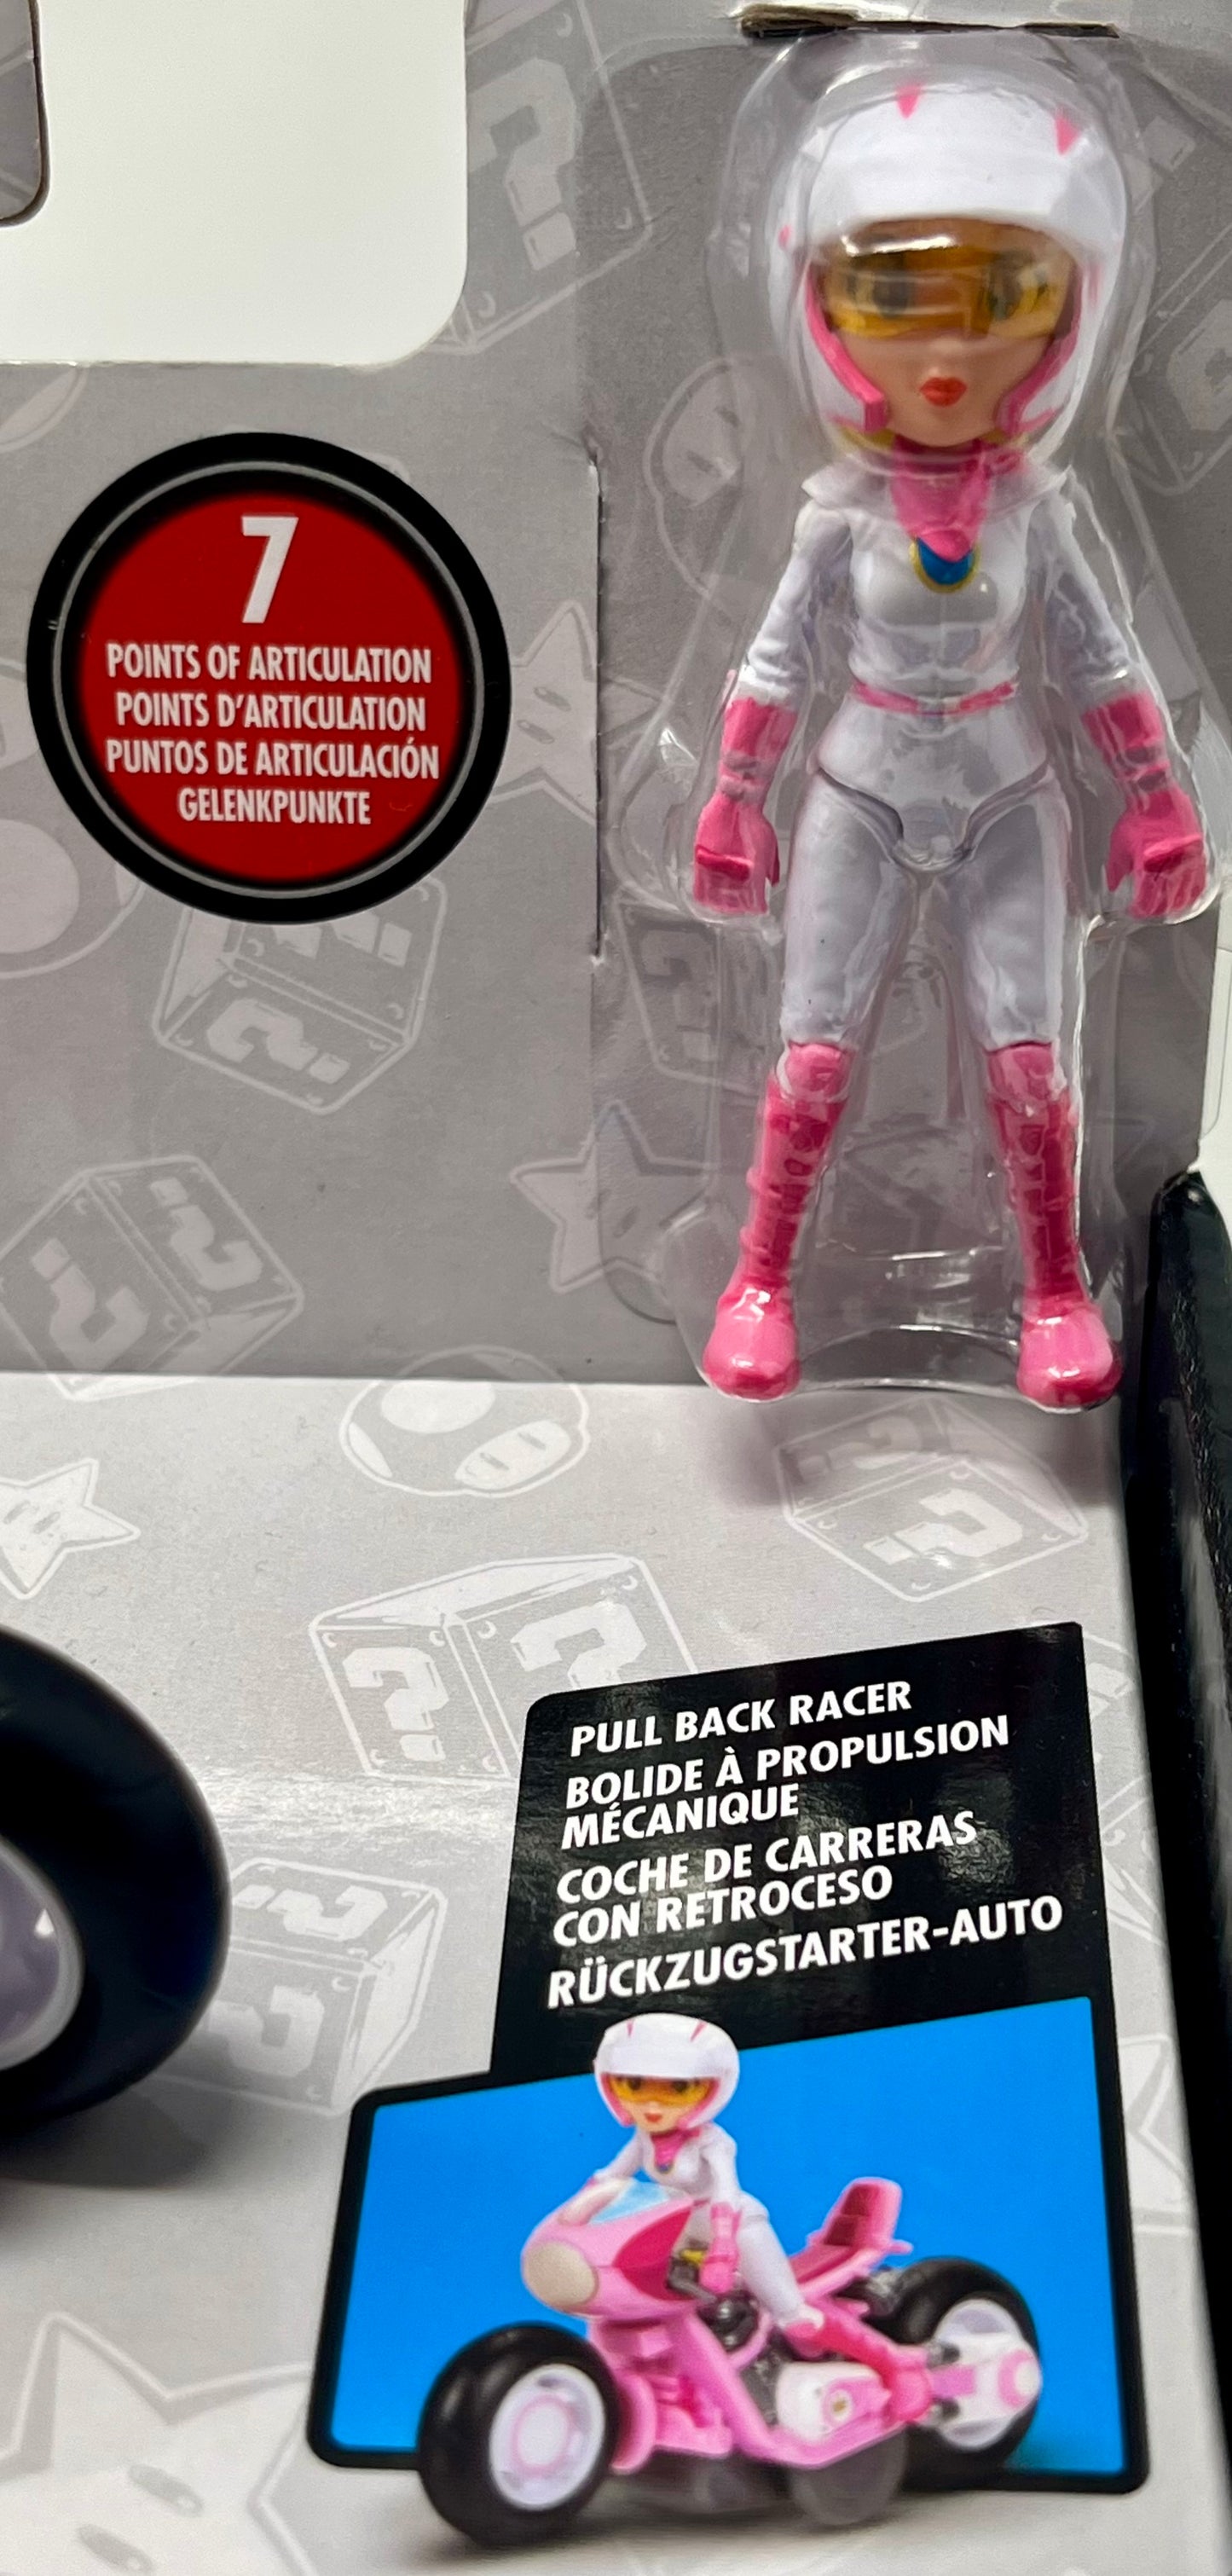 7
POINTS OF ARTICULATION
POINTS D'ARTICULATION
PUNTOS DE ARTICULACIÓN
GELENKPUNKTE
PULL BACK RACER
BOLIDE À PROPULSION
MÉCANIQUE
COCHE DE CARRERAS
CON RETROCESO
RÜCKZUGSTARTER-AUTO